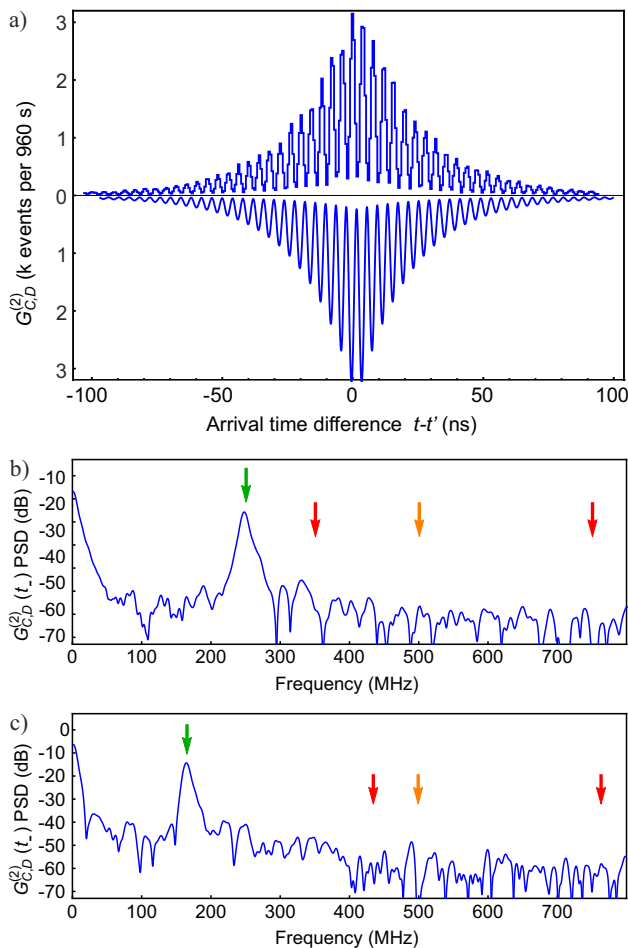 a)
3
2
1
0
1
2
3
G_{C,D}^{(2)} (k events per 960 s)
-100 -50 0 50 100
Arrival time difference t-t' (ns)
b)
-10
-20
-30
-40
-50
-60
-70
G_{C,D}^{(2)} (t_-) PSD (dB)
0 100 200 300 400 500 600 700
Frequency (MHz)
c)
0
-10
-20
-30
-40
-50
-60
-70
G_{C,D}^{(2)} (t_-) PSD (dB)
0 100 200 300 400 500 600 700
Frequency (MHz)